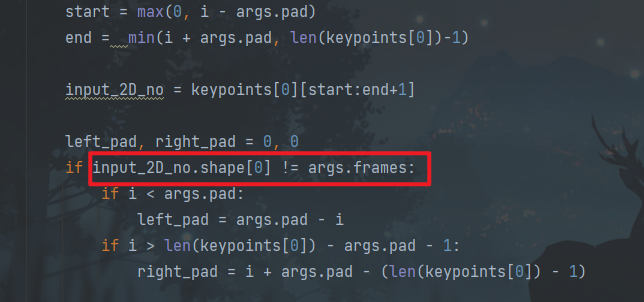 start = max(0, i - args.pad)
end =  min(i + args.pad, len(keypoints[0])-1)
input_2D_no = keypoints[0][start:end+1]
left_pad, right_pad = 0, 0
if input_2D_no.shape[0] != args.frames:
if i < args.pad:
left_pad = args.pad - i
if i > len(keypoints[0]) - args.pad - 1:
right_pad = i + args.pad - (len(keypoints[0]) - 1)